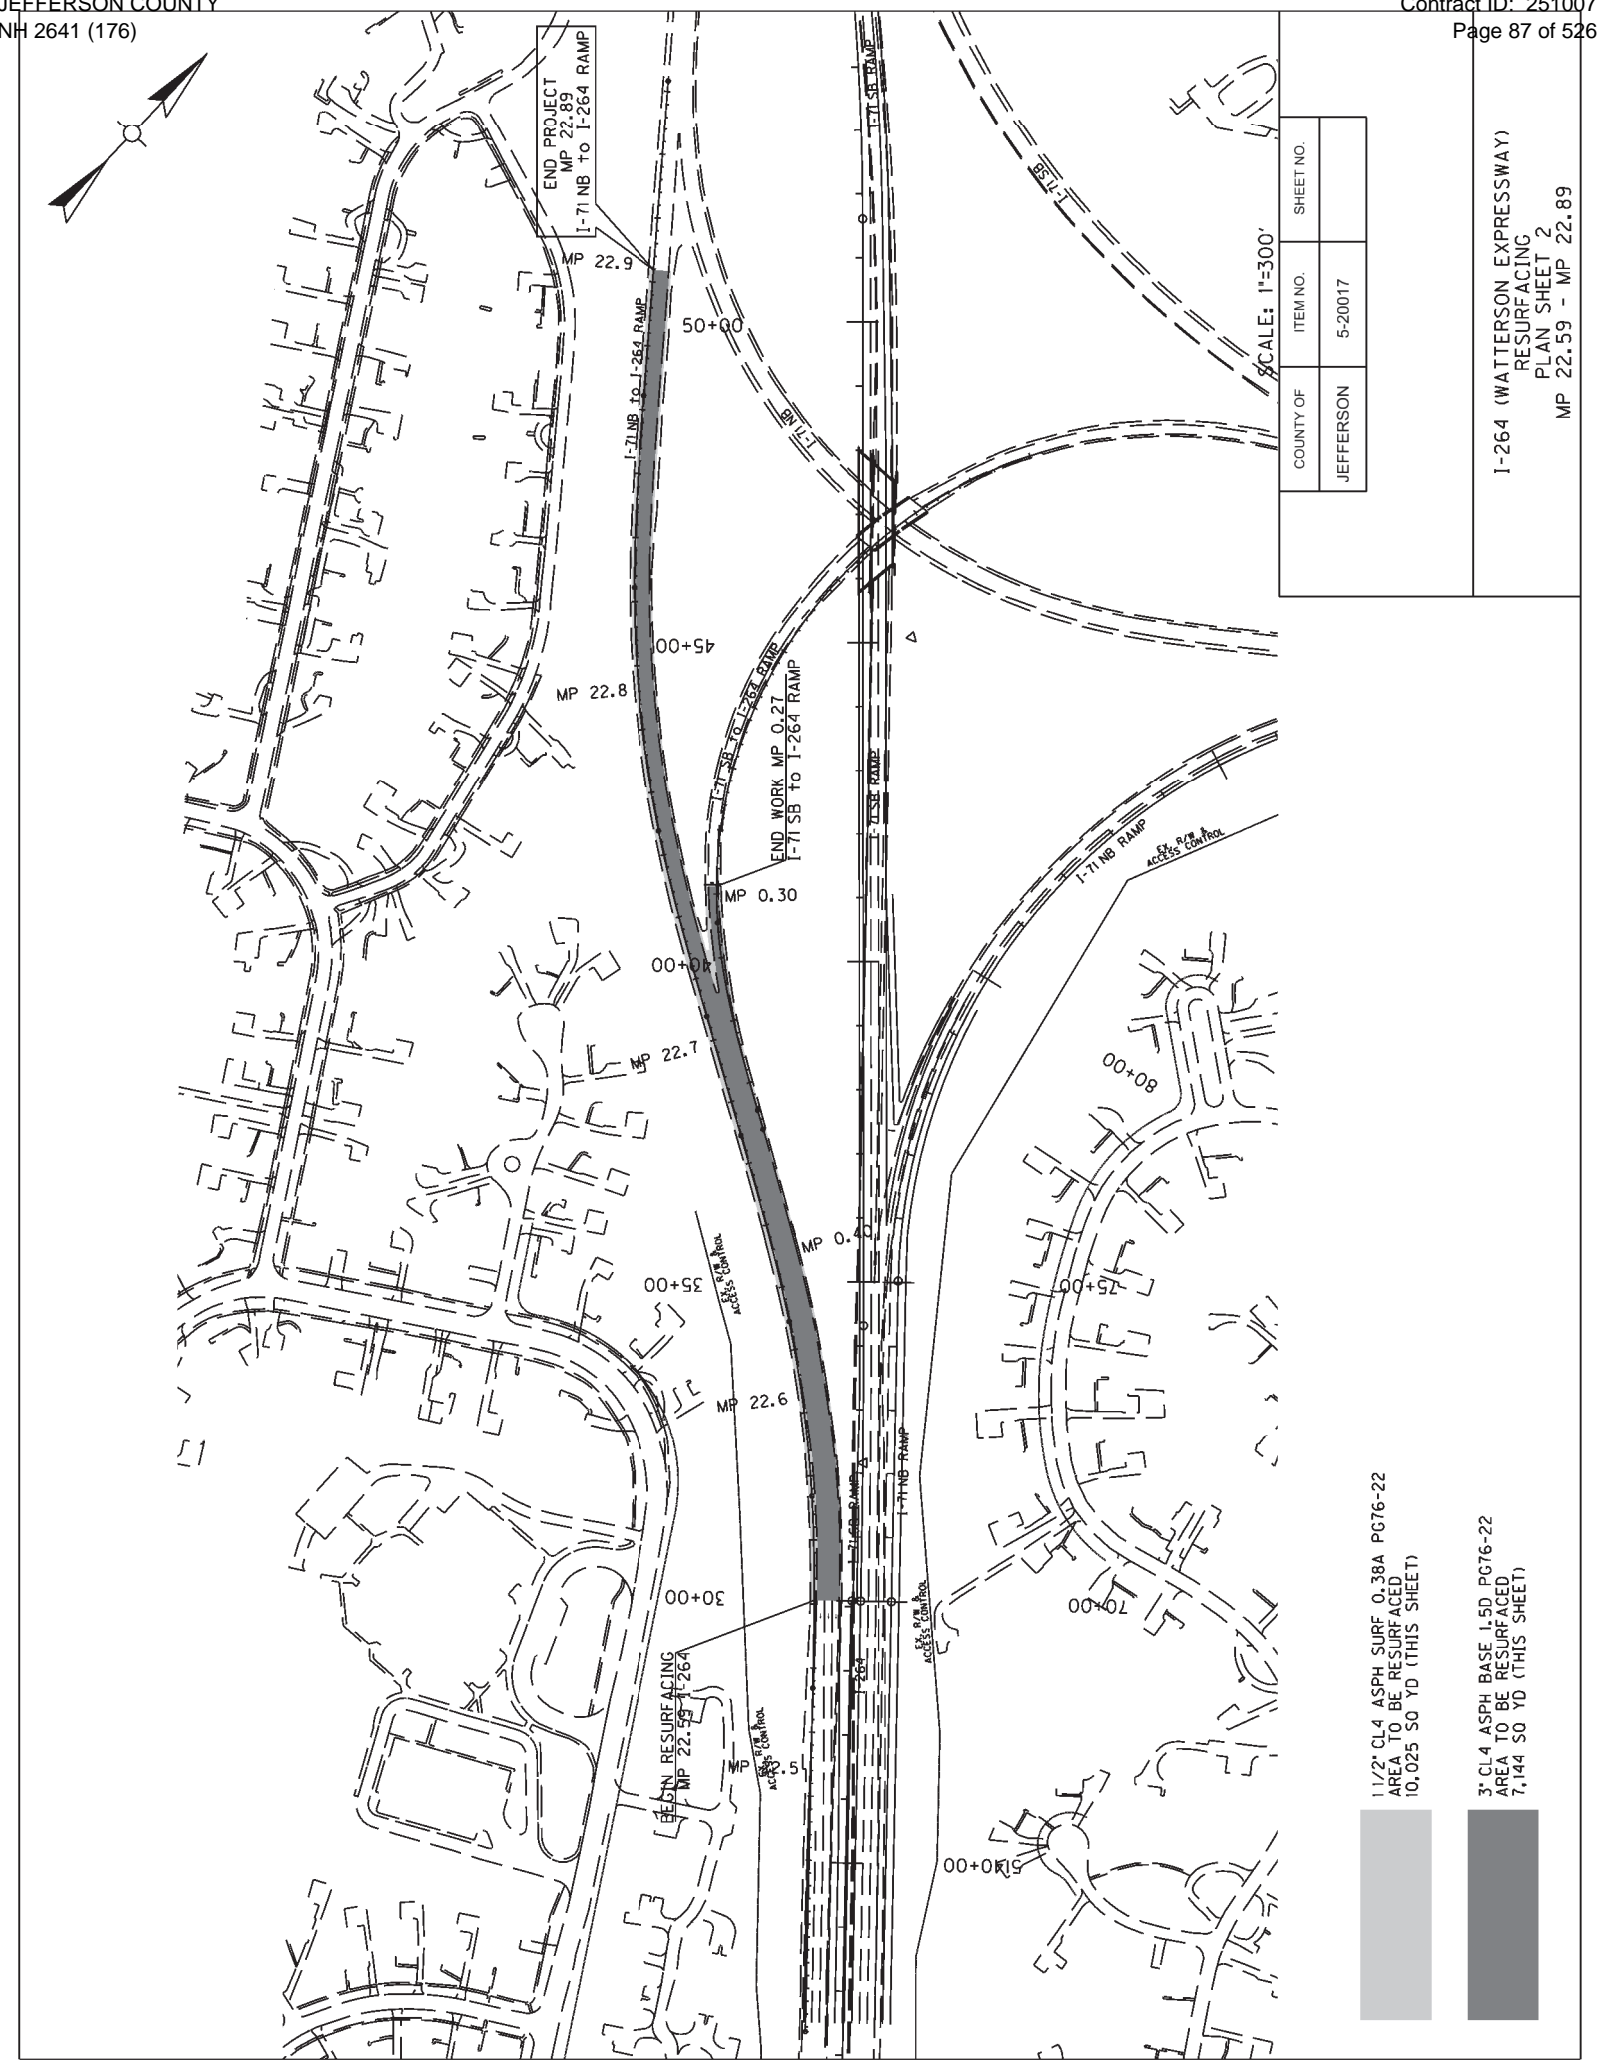 JEFFERSON COUNTY
NH 2641 (176)
Contract ID: 251007
Page 87 of 526
END PROJECT
MP 22.89
I-71 NB to I-264 RAMP
MP 22.9
I-71 NB to I-264 RAMP
50+00
I-71 SB RAMP
I-71 SB
I-71 NB
45+00
MP 22.8
I-71 SB to I-264 RAMP
END WORK MP 0.27
I-71 SB to I-264 RAMP
I-71 SB RAMP
MP 0.30
I-71 NB RAMP
EX. R/W &
ACCESS CONTROL
40+00
MP 22.7
80+00
MP 0.40
EX. R/W &
ACCESS CONTROL
35+00
75+00
MP 22.6
I-71 SB RAMP
I-71 NB RAMP
30+00
70+00
EX. R/W &
ACCESS CONTROL
BEGIN RESURFACING
MP 22.59 I-264
I-264
EX. R/W &
ACCESS CONTROL
MP 22.5
SCALE: 1"=300'
COUNTY OF
ITEM NO.
SHEET NO.
JEFFERSON
5-20017
I-264 (WATTERSON EXPRESSWAY)
RESURFACING
PLAN SHEET 2
MP 22.59 - MP 22.89
1 1/2" CL4 ASPH SURF 0.38A PG76-22
AREA TO BE RESURFACED
10,025 SQ YD (THIS SHEET)
3" CL4 ASPH BASE 1.5D PG76-22
AREA TO BE RESURFACED
7,144 SQ YD (THIS SHEET)